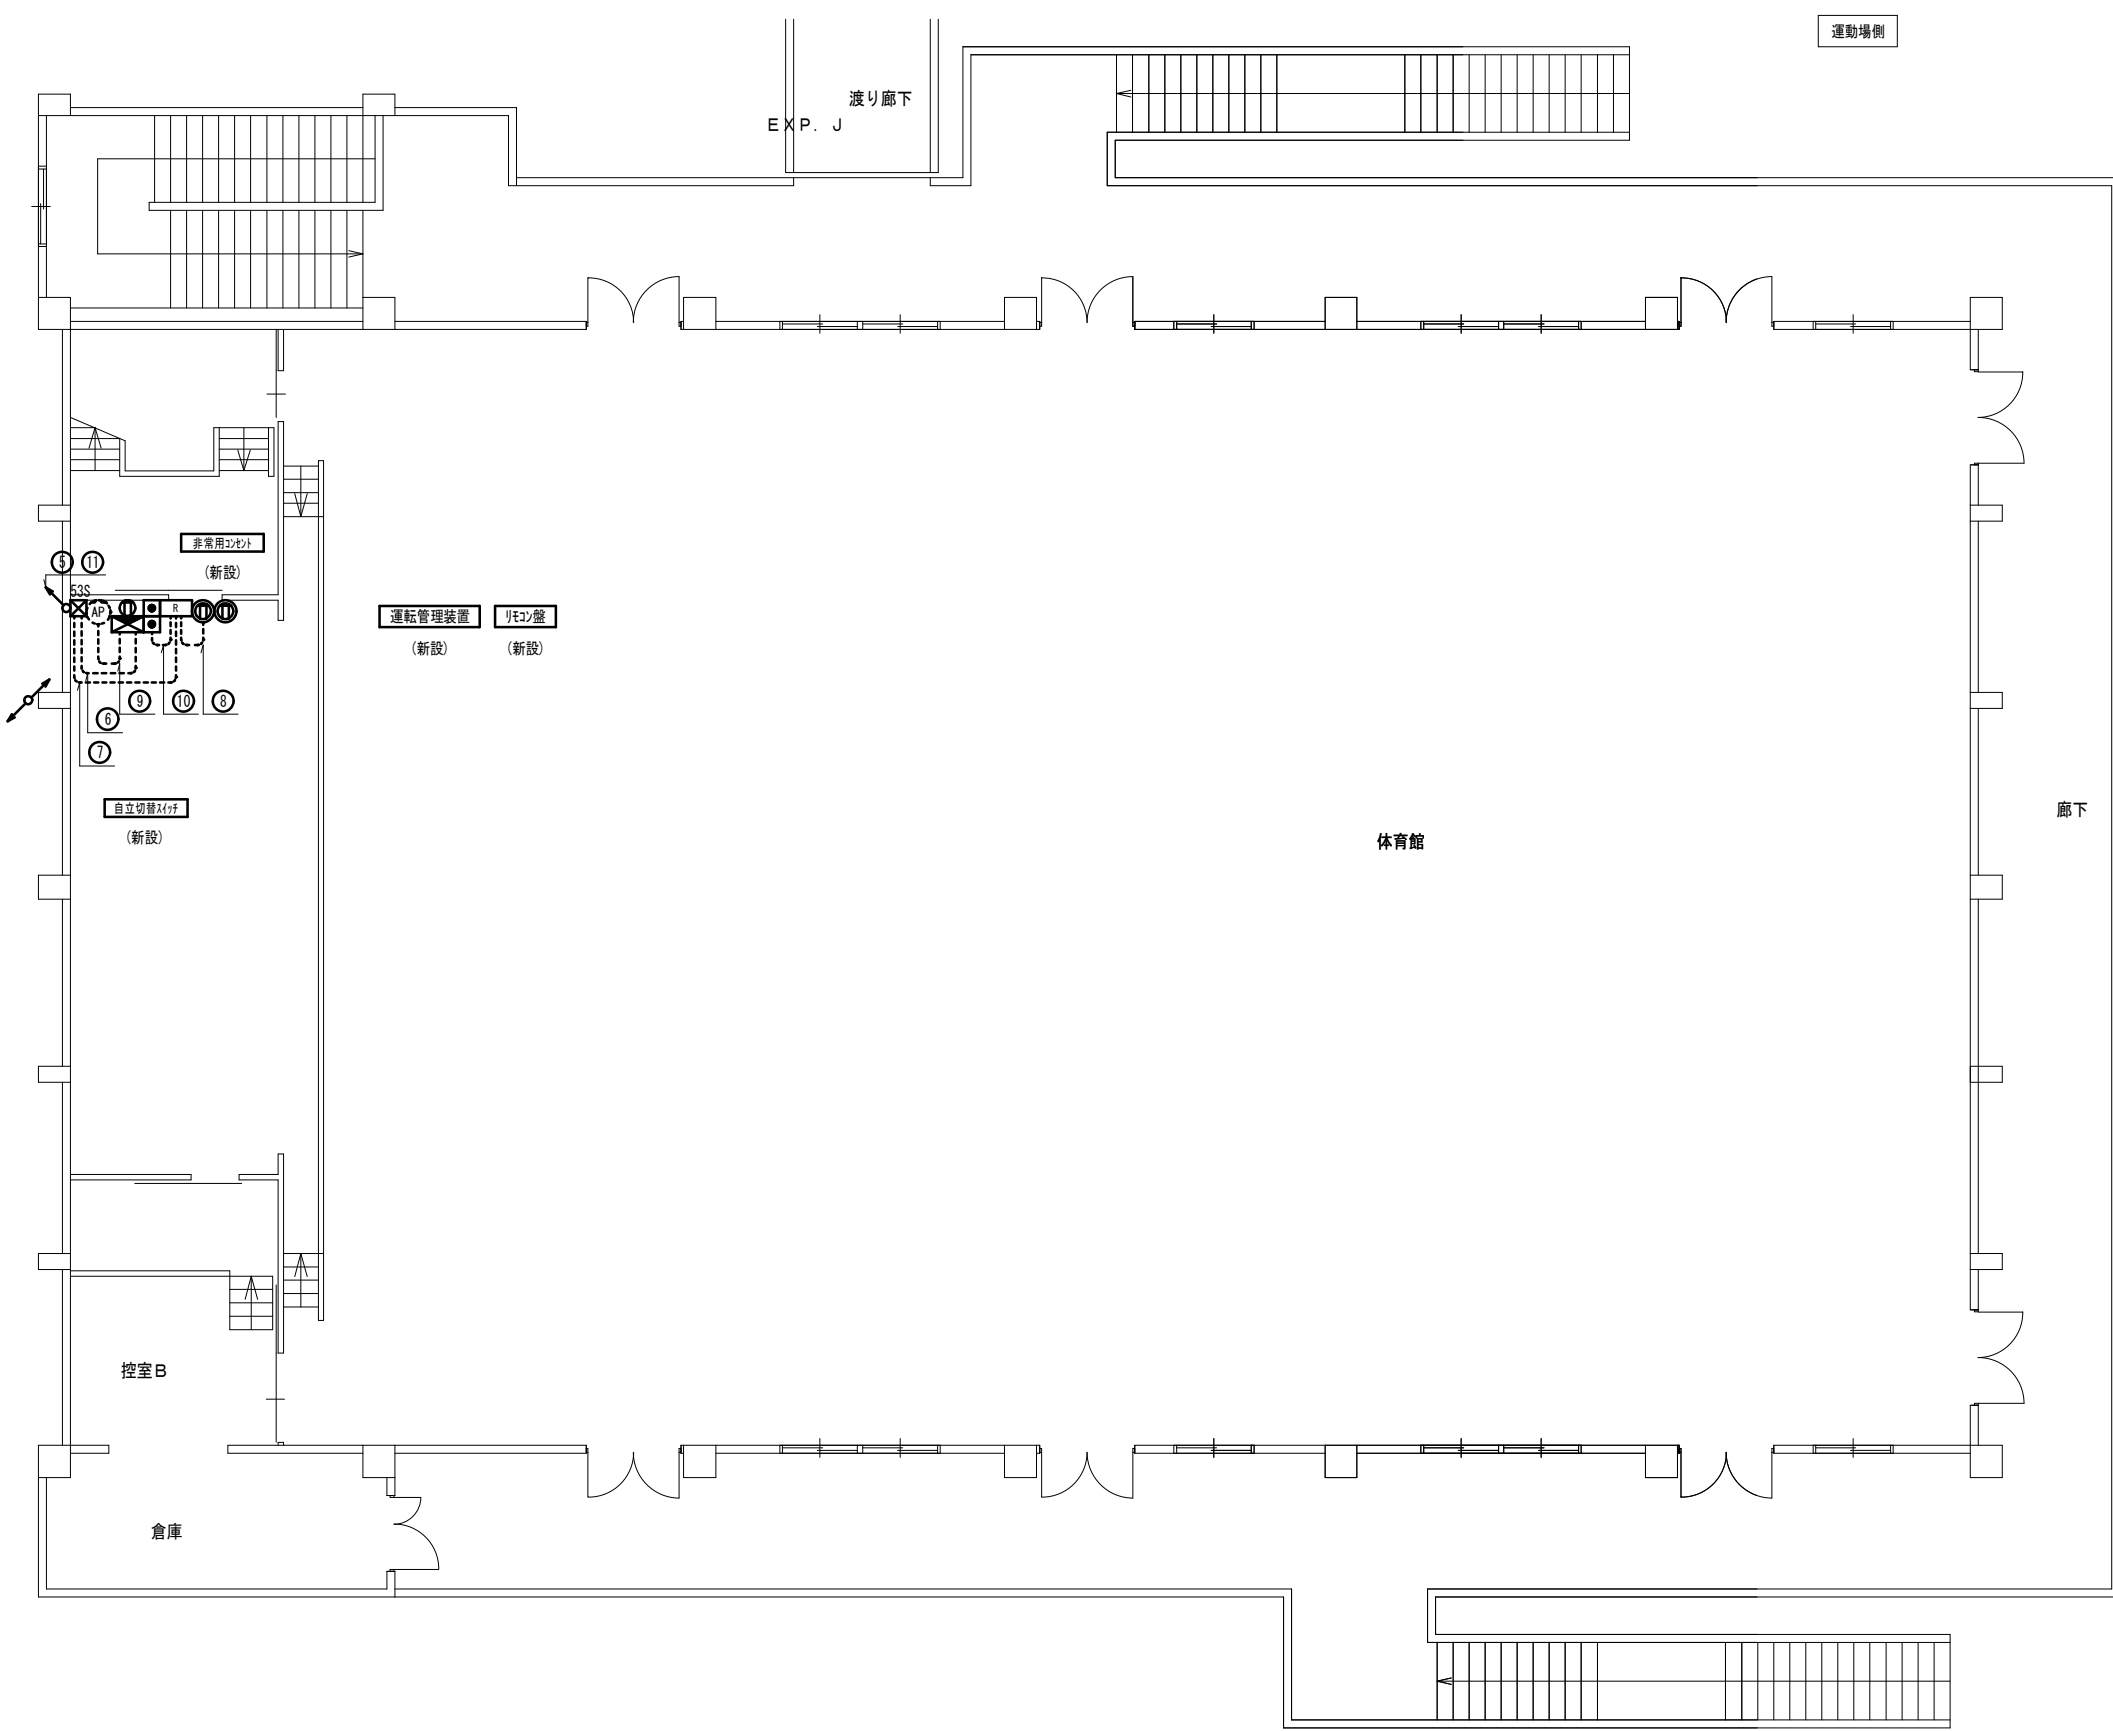 運動場側
渡り廊下
ＥＸＰ．Ｊ
非常用ｺﾝｾﾝﾄ
(新設)
⑤ ⑪
53S
AP
R
運転管理装置 ﾘﾓｺﾝ盤
(新設) (新設)
⑨ ⑩ ⑧
⑥
⑦
自立切替ｽｲｯﾁ
(新設)
廊下
体育館
控室Ｂ
倉庫